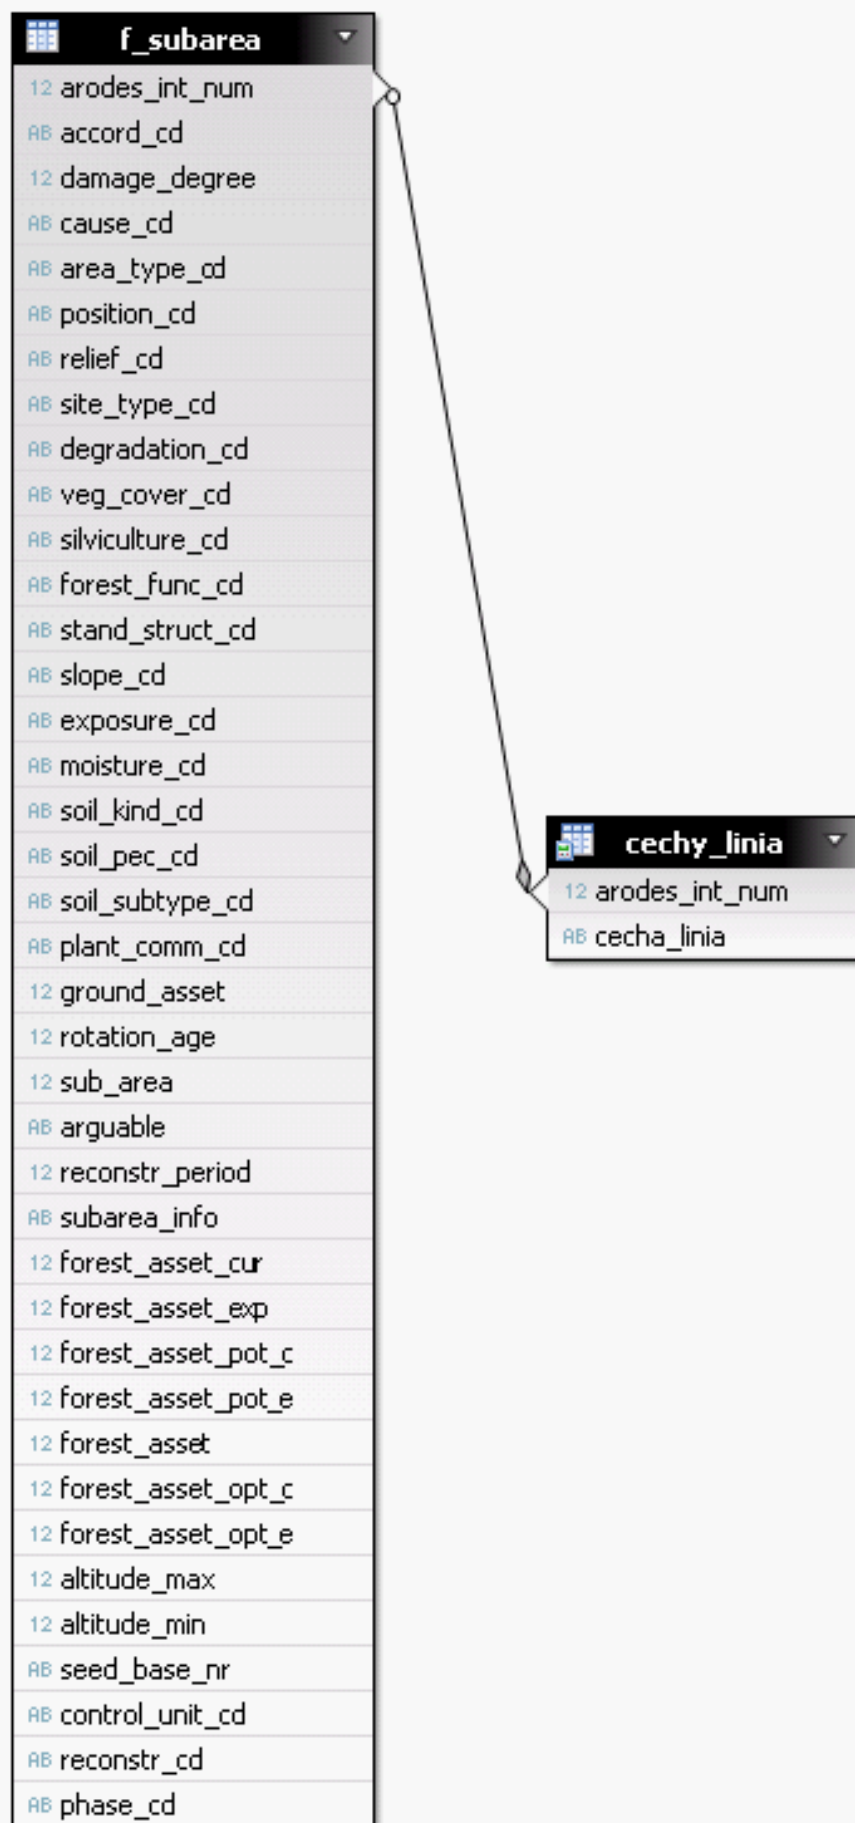 f_subarea
12 arodes_int_num
AB accord_cd
12 damage_degree
AB cause_cd
AB area_type_cd
AB position_cd
AB relief_cd
AB site_type_cd
AB degradation_cd
AB veg_cover_cd
AB silviculture_cd
AB forest_func_cd
AB stand_struct_cd
AB slope_cd
AB exposure_cd
AB moisture_cd
AB soil_kind_cd
AB soil_pec_cd
AB soil_subtype_cd
AB plant_comm_cd
12 ground_asset
12 rotation_age
12 sub_area
AB arguable
12 reconstr_period
AB subarea_info
12 forest_asset_cur
12 forest_asset_exp
12 forest_asset_pot_c
12 forest_asset_pot_e
12 forest_asset
12 forest_asset_opt_c
12 forest_asset_opt_e
12 altitude_max
12 altitude_min
AB seed_base_nr
AB control_unit_cd
AB reconstr_cd
AB phase_cd
cechy_linia
12 arodes_int_num
AB cecha_linia